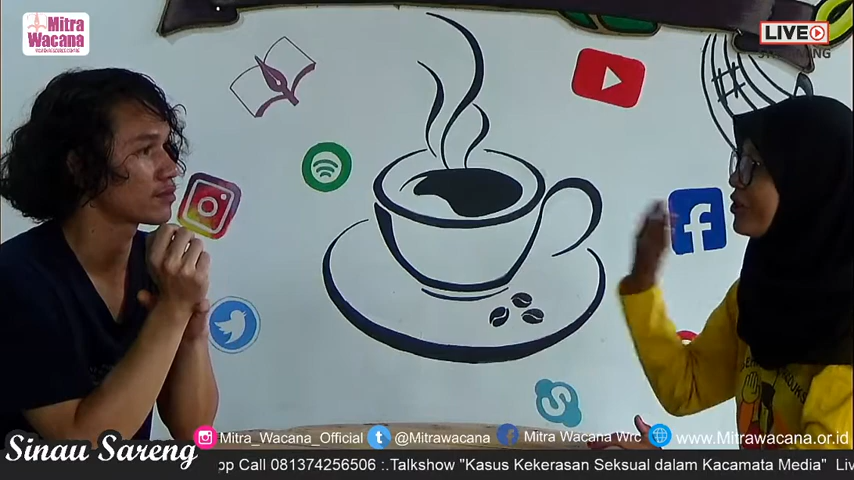 Mitra
Wacana
LIVE
Sinau Sareng
Mitra_Wacana_Official @Mitrawacana Mitra Wacana Wrc www.Mitrawacana.or.id
pp Call 081374256506 :.Talkshow "Kasus Kekerasan Seksual dalam Kacamata Media" Liv